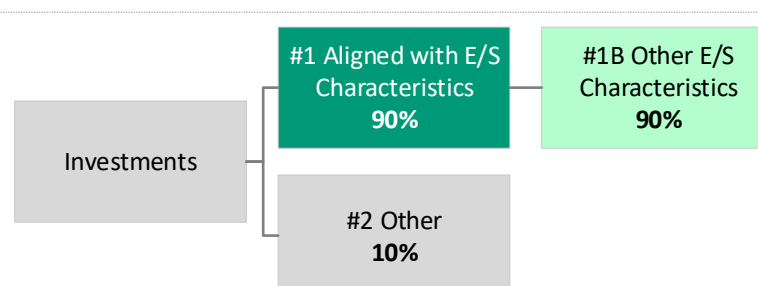 #1 Aligned with E/S
Characteristics
90%
#1B Other E/S
Characteristics
90%
Investments
#2 Other
10%